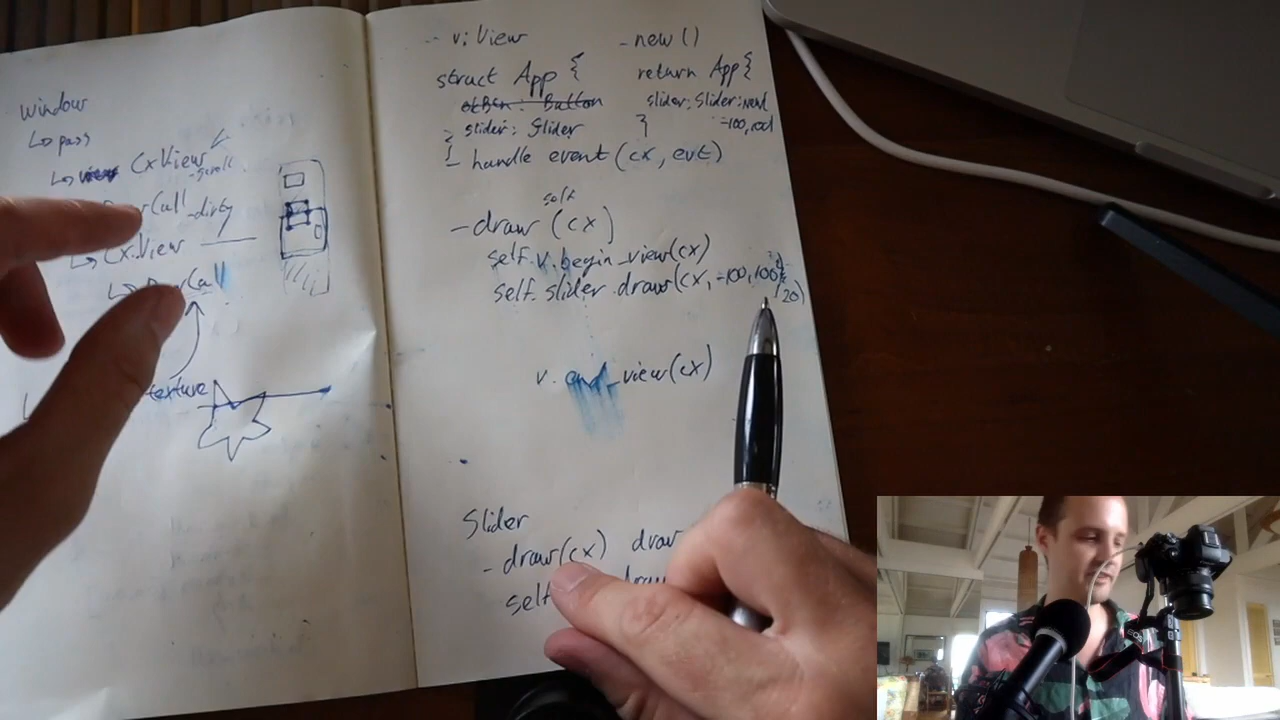 window
↳ pass
↳ CxView
-scroll
Call -dirty
↳ CxView
↳ DrawCall
texture
v: View
struct App {
slider: Slider
}
- handle event (cx, evt)
self
- draw (cx)
self.v.begin_view(cx)
self.slider.draw(cx, -100, 100
20)
v. end_view(cx)
- new ()
return App {
slider: Slider:new(
-100, 100)
}
Slider
- draw(cx) draw
self